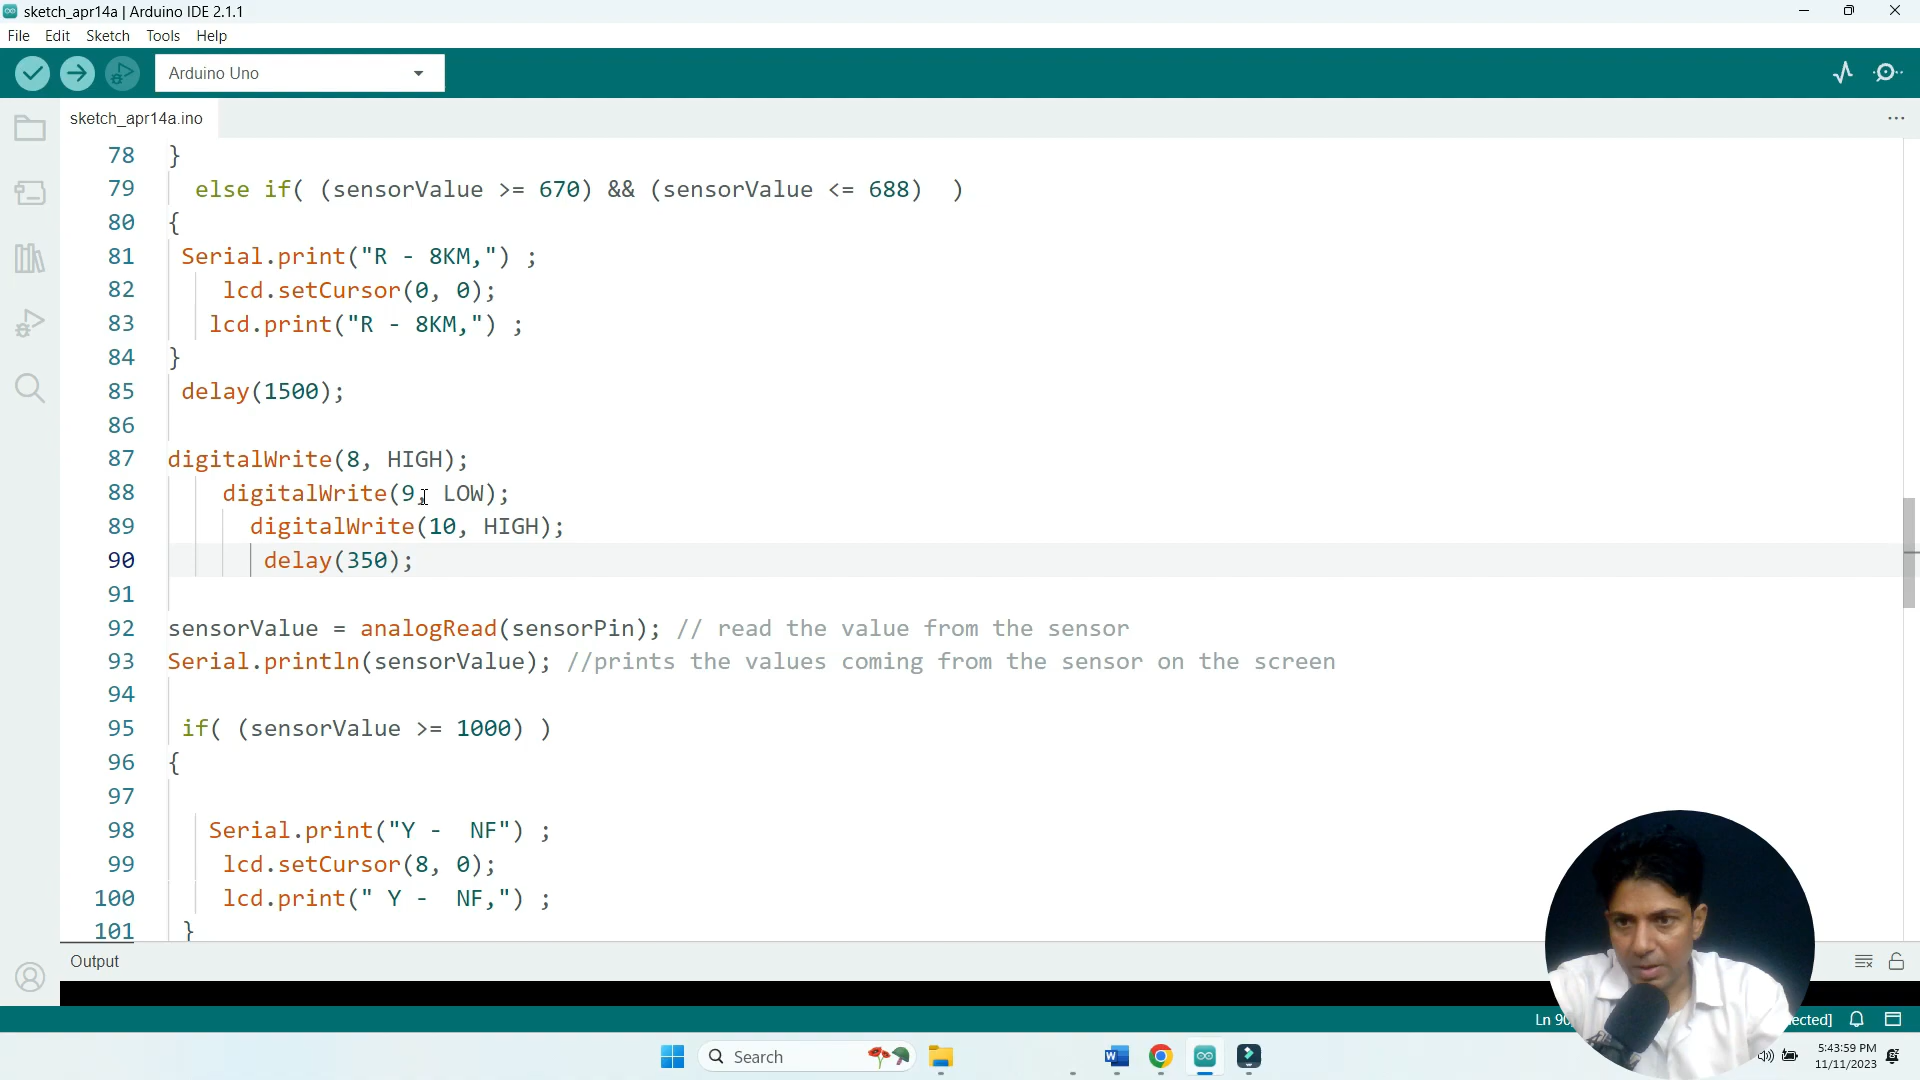 sketch_apr14a | Arduino IDE 2.1.1
File Edit Sketch Tools Help
Arduino Uno
sketch_apr14a.ino
78 }
79 else if( (sensorValue >= 670) && (sensorValue <= 688) )
80 {
81 Serial.print("R - 8KM,") ;
82 lcd.setCursor(0, 0);
83 lcd.print("R - 8KM,") ;
84 }
85 delay(1500);
86
87 digitalWrite(8, HIGH);
88 digitalWrite(9, LOW);
89 digitalWrite(10, HIGH);
90 delay(350);
91
92 sensorValue = analogRead(sensorPin); // read the value from the sensor
93 Serial.println(sensorValue); //prints the values coming from the sensor on the screen
94
95 if( (sensorValue >= 1000) )
96 {
97
98 Serial.print("Y -  NF") ;
99 lcd.setCursor(8, 0);
100 lcd.print(" Y -  NF,") ;
101 }
Output
Ln 90
Search
5:43:59 PM
11/11/2023